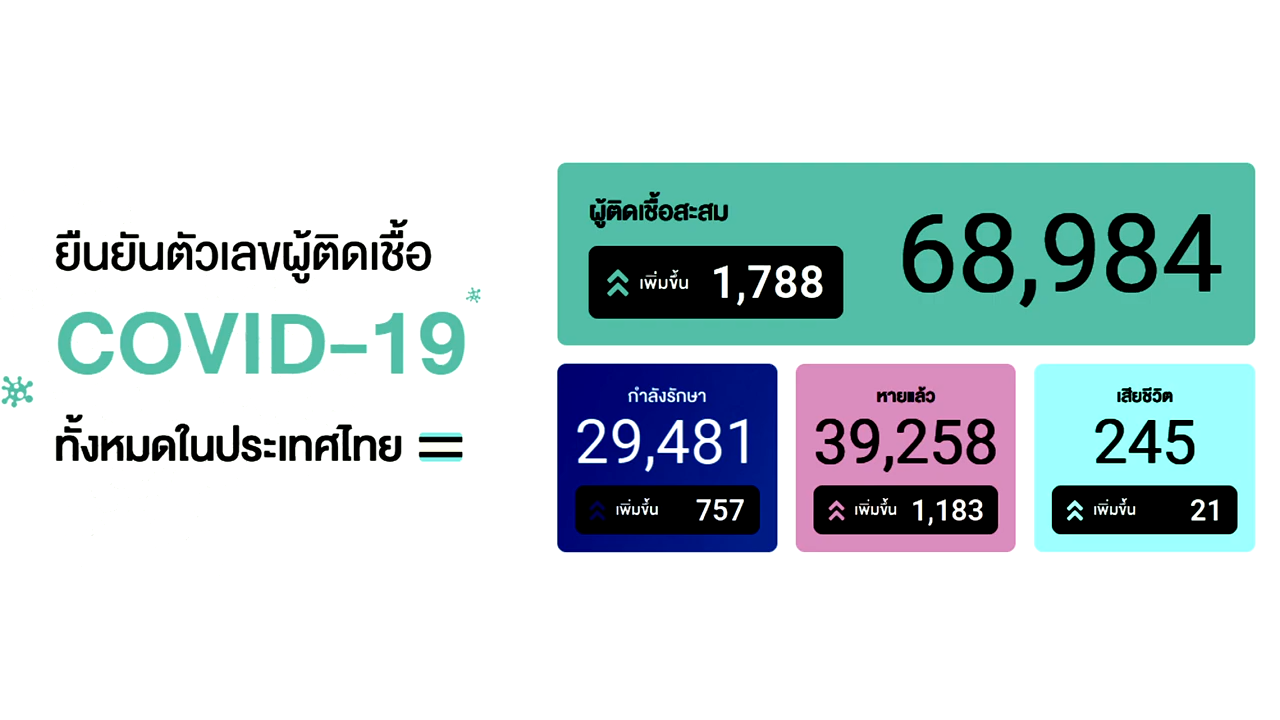 ยืนยันตัวเลขผู้ติดเชื้อ
COVID-19
ทั้งหมดในประเทศไทย
ผู้ติดเชื้อสะสม
68,984
เพิ่มขึ้น 1,788
กำลังรักษา
29,481
เพิ่มขึ้น 757
หายแล้ว
39,258
เพิ่มขึ้น 1,183
เสียชีวิต
245
เพิ่มขึ้น 21